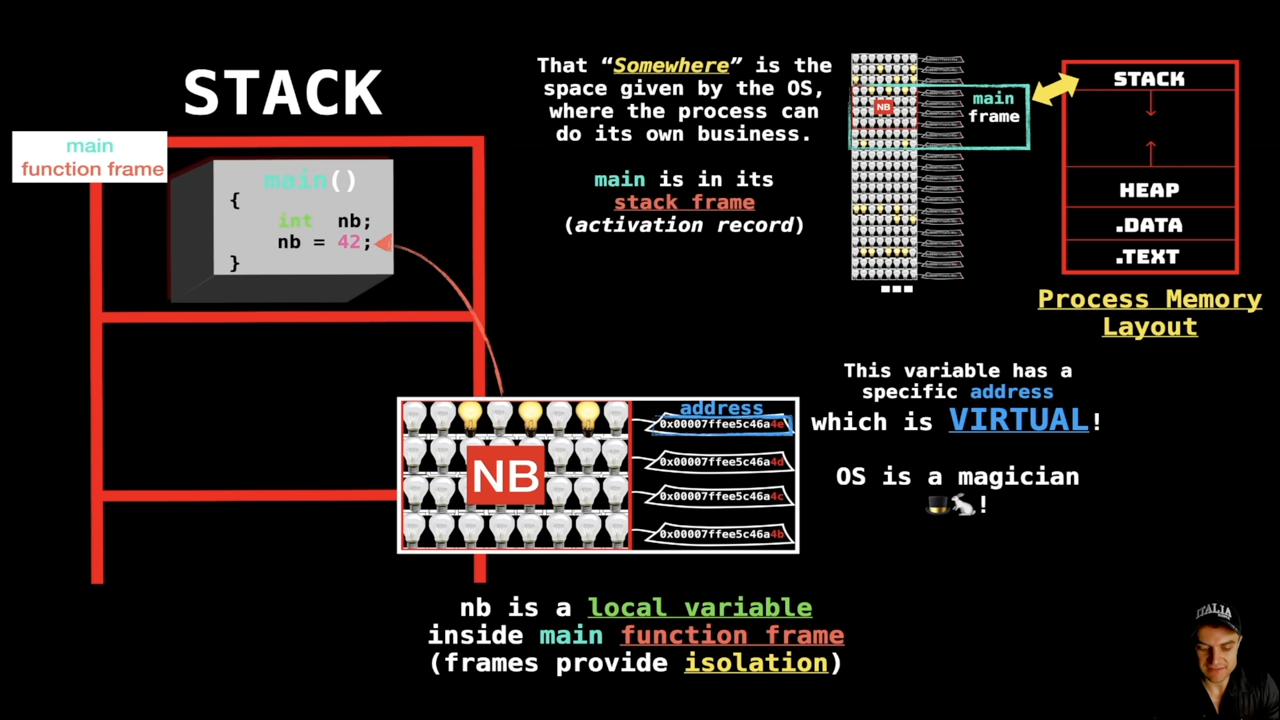 STACK
main
function frame
main()
{
int nb;
nb = 42;
}
That “Somewhere” is the
space given by the OS,
where the process can
do its own business.
main is in its
stack frame
(activation record)
NB
main
frame
STACK
HEAP
.DATA
.TEXT
Process Memory
Layout
This variable has a
specific address
which is VIRTUAL!
OS is a magician
🎩🐇!
NB
address
0x00007ffee5c46a4e
0x00007ffee5c46a4d
0x00007ffee5c46a4c
0x00007ffee5c46a4b
nb is a local variable
inside main function frame
(frames provide isolation)
ITALIA